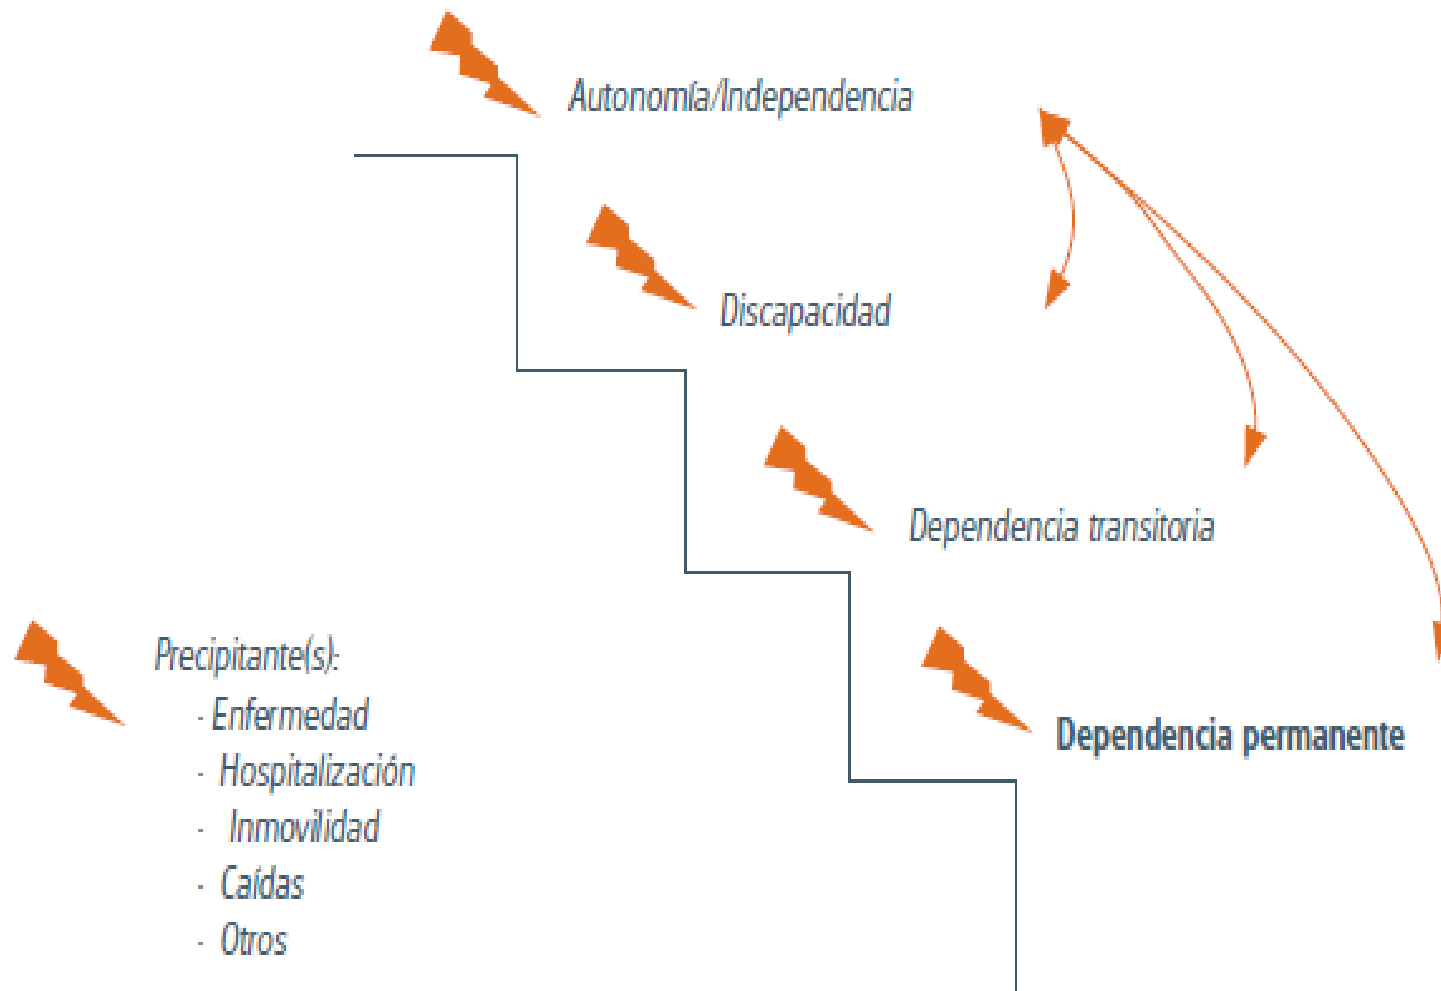 Autonomía/Independencia
Discapacidad
Dependencia transitoria
Dependencia permanente
Precipitante(s):
- Enfermedad
- Hospitalización
- Inmovilidad
- Caídas
- Otros